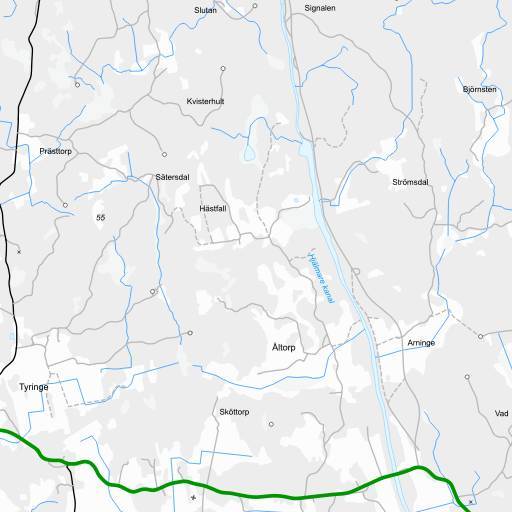 Slutan
Signalen
Björnsten
Kvisterhult
Prästtorp
Sätersdal
Strömsdal
Hästfall
55
Hjälmare kanal
Åltorp
Arninge
Tyringe
Sköttorp
Vad